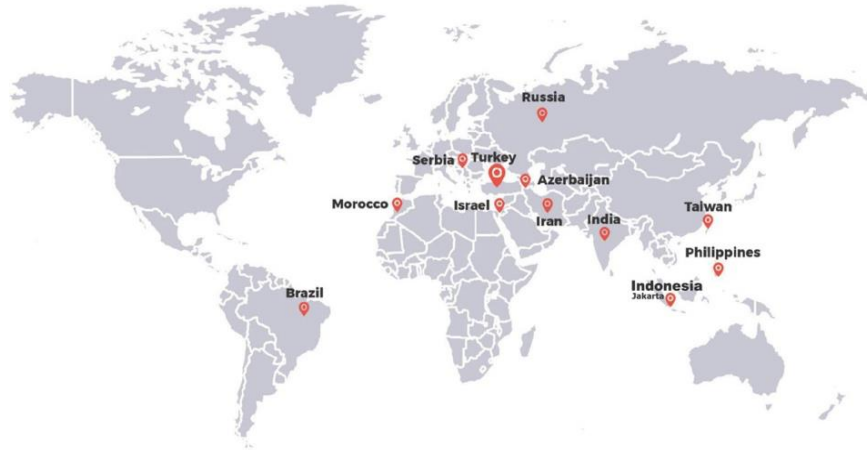 Russia
Serbia
Turkey
Azerbaijan
Morocco
Israel
Iran
India
Taiwan
Philippines
Indonesia
Jakarta
Brazil